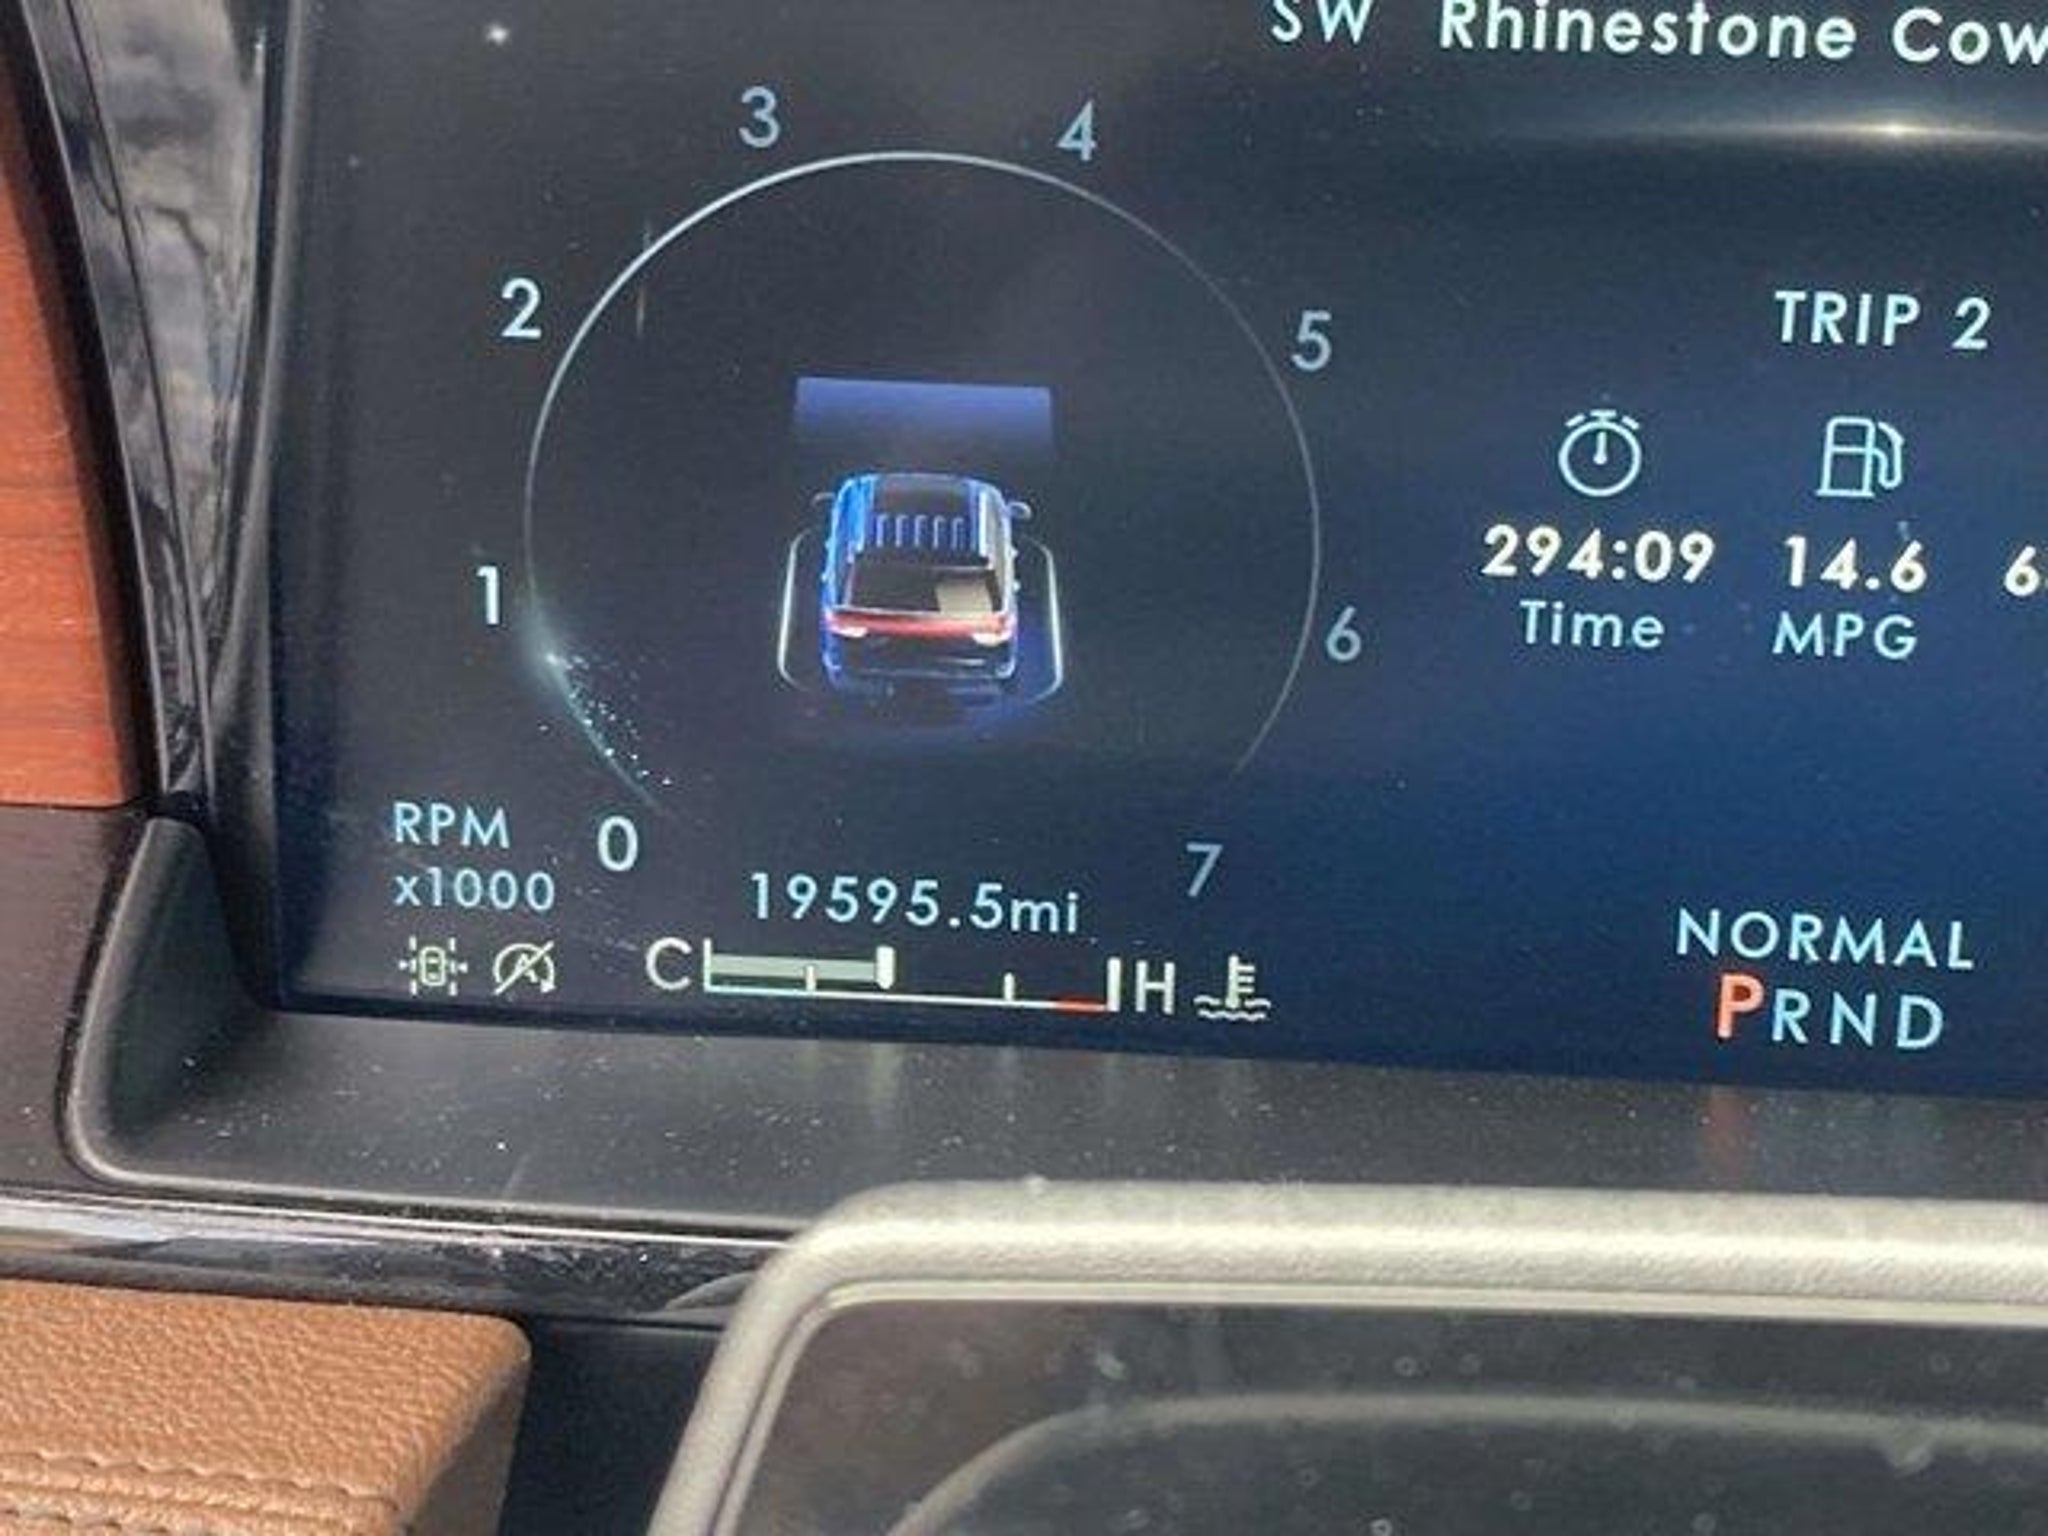 SW Rhinestone Cow
3
4
2
5
TRIP 2
294:09 14.6
1
6
Time MPG
RPM
x1000
0
7
19595.5mi
C H
NORMAL
PRND